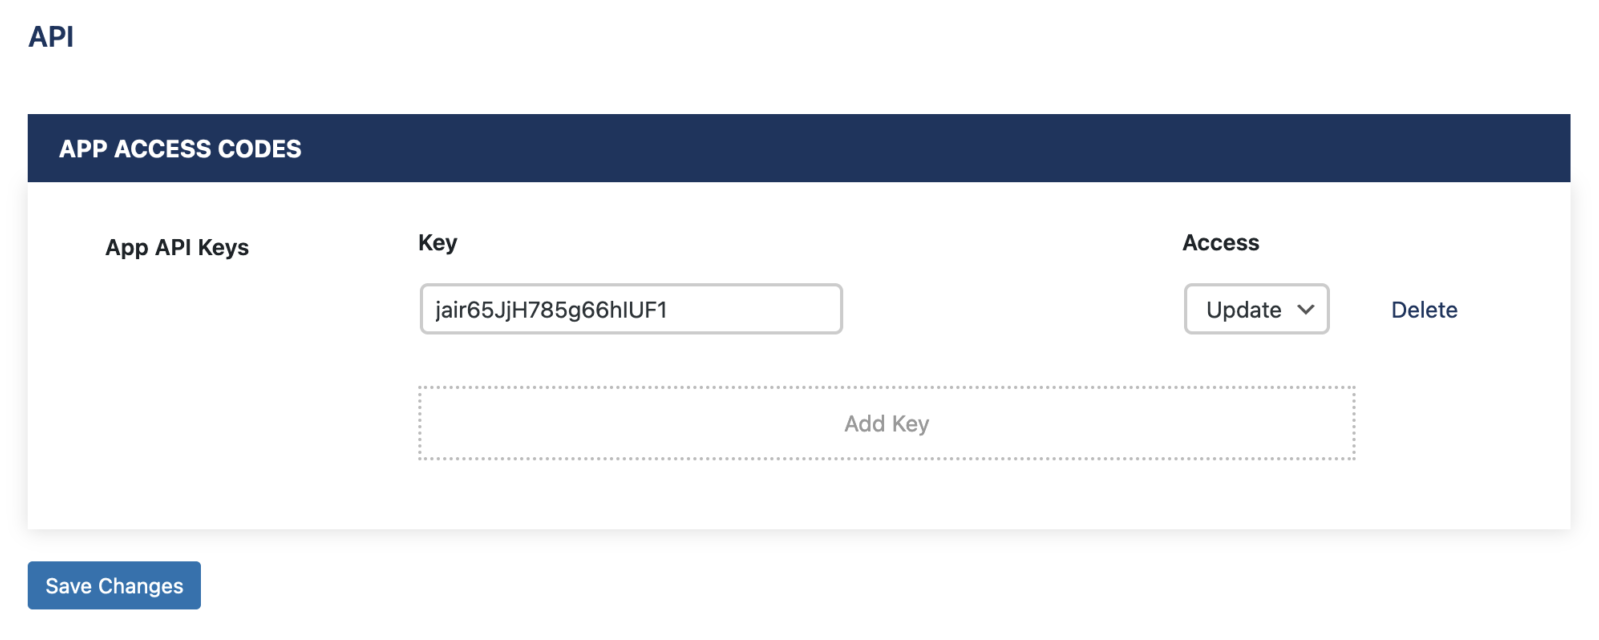 API
APP ACCESS CODES
App API Keys
Key
Access
jair65JjH785g66hIUF1
Update
Delete
Add Key
Save Changes